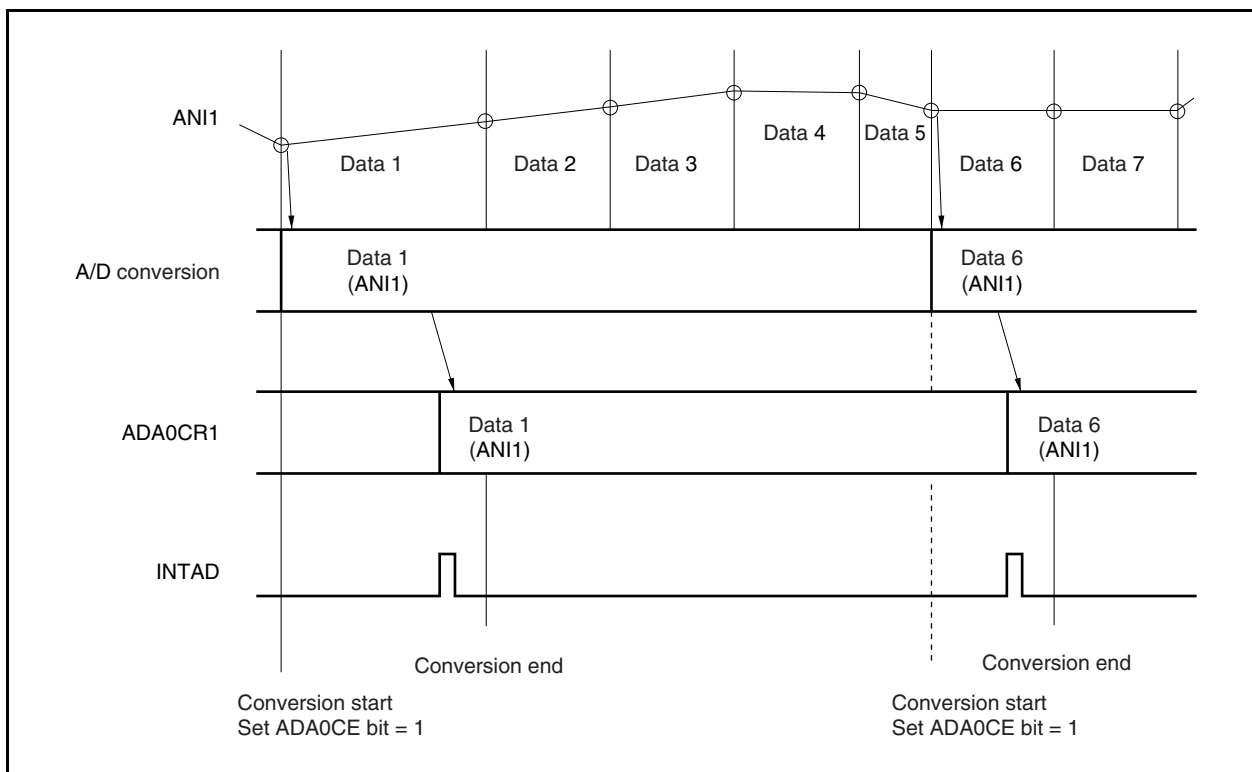 ANI1
Data 1
Data 2
Data 3
Data 4
Data 5
Data 6
Data 7
A/D conversion
Data 1
(ANI1)
Data 6
(ANI1)
ADA0CR1
Data 1
(ANI1)
Data 6
(ANI1)
INTAD
Conversion end
Conversion end
Conversion start
Set ADA0CE bit = 1
Conversion start
Set ADA0CE bit = 1